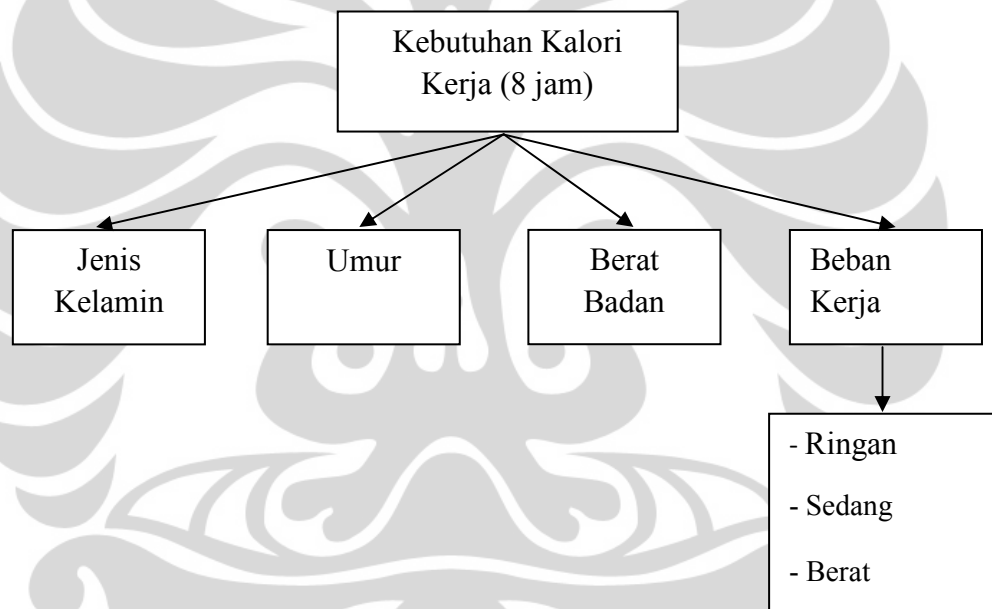 Kebutuhan Kalori
Kerja (8 jam)
Jenis
Kelamin
Umur
Berat
Badan
Beban
Kerja
- Ringan
- Sedang
- Berat